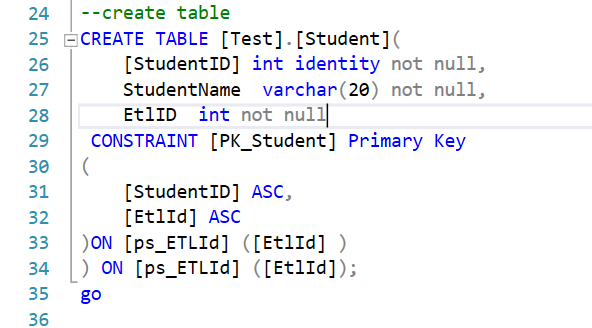 24 --create table
25 CREATE TABLE [Test].[Student](
26 [StudentID] int identity not null,
27 StudentName varchar(20) not null,
28 EtlID int not null
29 CONSTRAINT [PK_Student] Primary Key
30 (
31 [StudentID] ASC,
32 [EtlId] ASC
33 )ON [ps_ETLId] ([EtlId] )
34 ) ON [ps_ETLId] ([EtlId]);
35 go
36